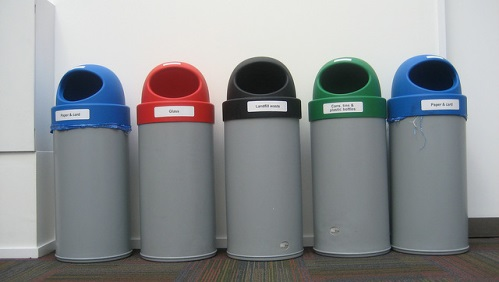 Paper & Card
Glass
Landfill waste
Cans, tins &
plastic bottles
Paper & Card